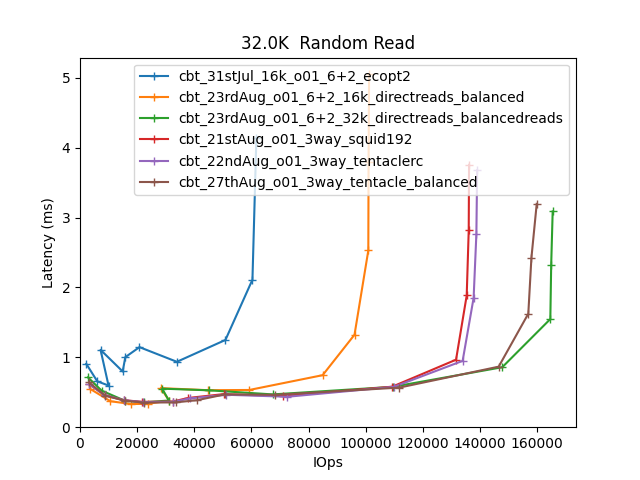 32.0K  Random Read
cbt_31stJul_16k_o01_6+2_ecopt2
cbt_23rdAug_o01_6+2_16k_directreads_balanced
cbt_23rdAug_o01_6+2_32k_directreads_balancedreads
cbt_21stAug_o01_3way_squid192
cbt_22ndAug_o01_3way_tentaclerc
cbt_27thAug_o01_3way_tentacle_balanced
Latency (ms)
5
4
3
2
1
0
0 20000 40000 60000 80000 100000 120000 140000 160000
IOps